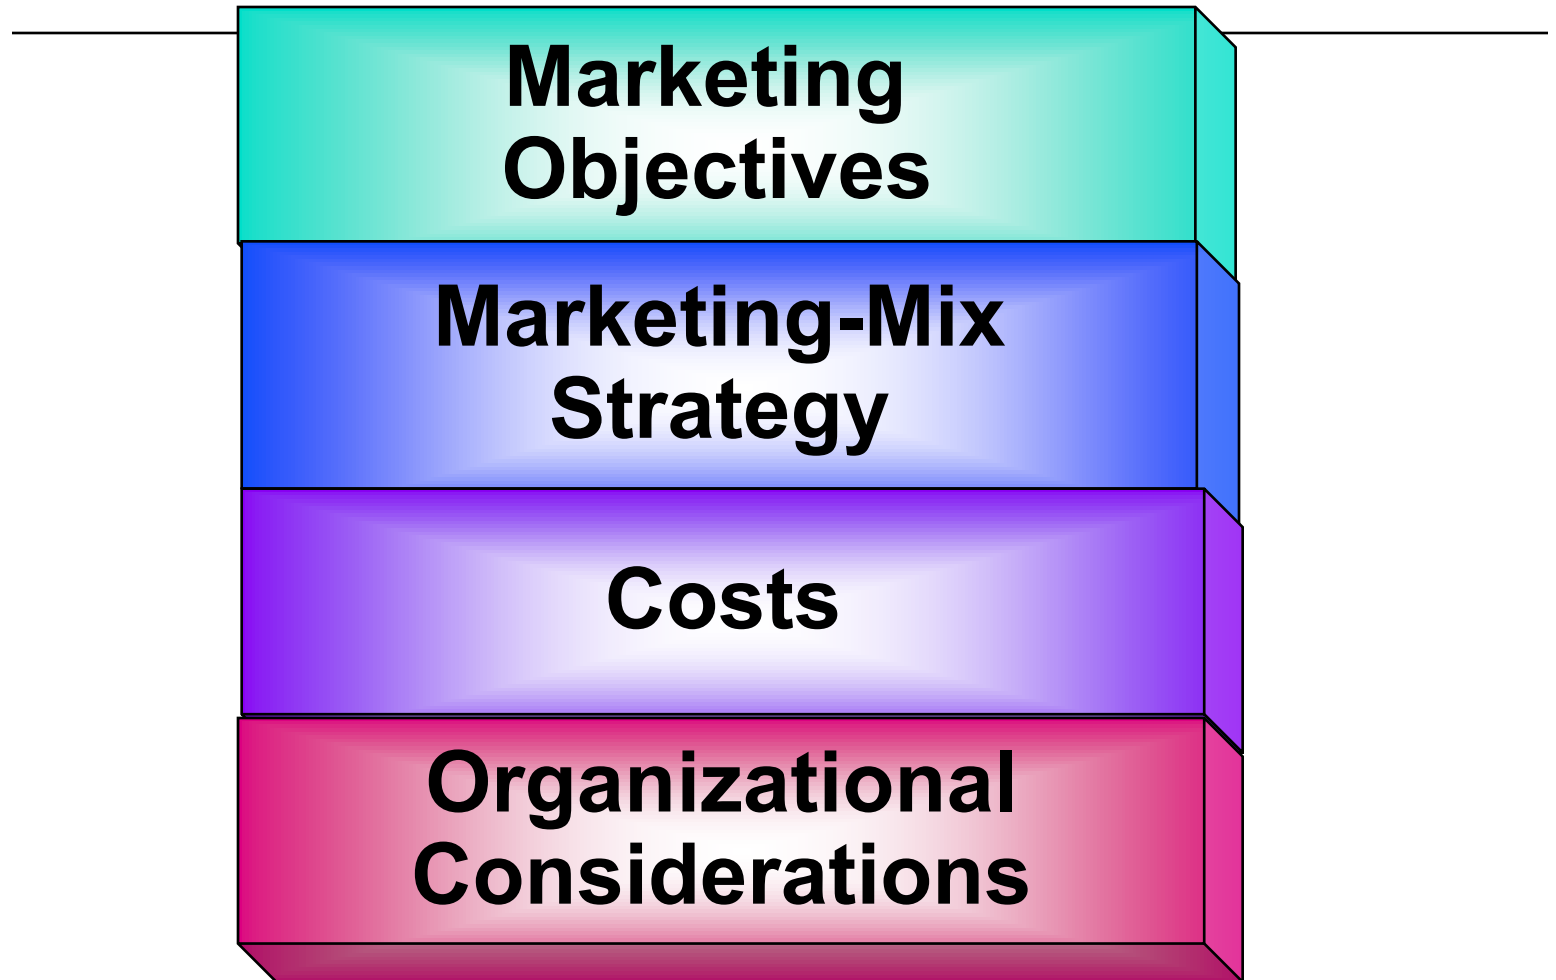 Marketing
Objectives
Marketing-Mix
Strategy
Costs
Organizational
Considerations